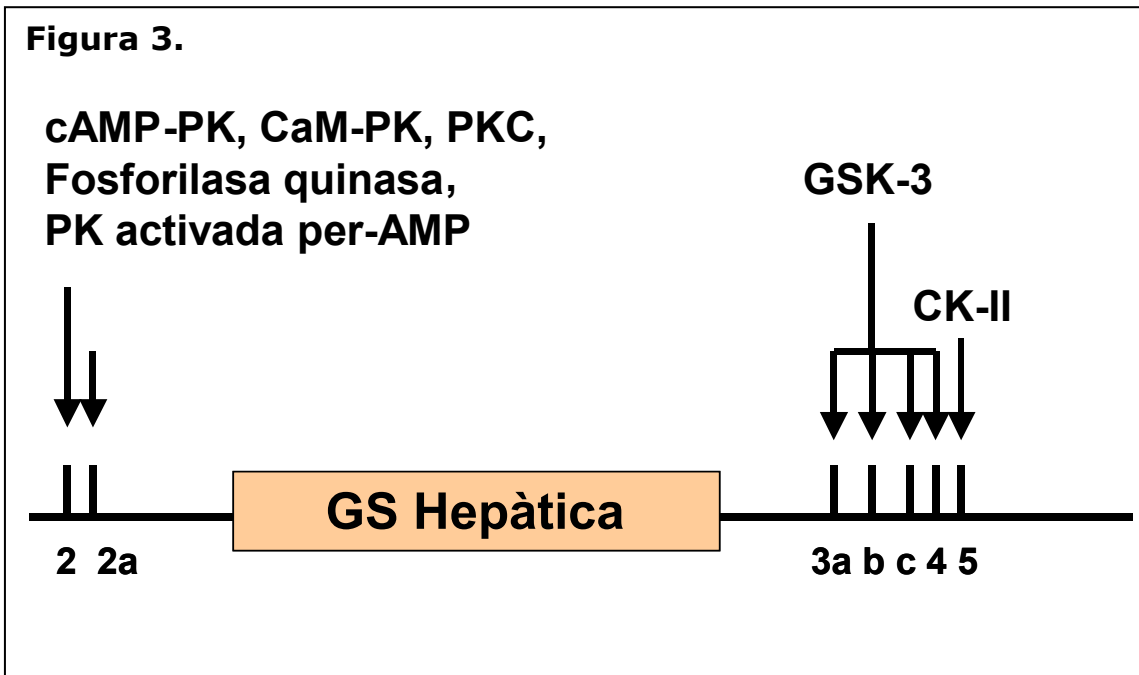 Figura 3.
cAMP-PK, CaM-PK, PKC,
Fosforilasa quinasa,
PK activada per-AMP
GSK-3
CK-II
GS Hepàtica
2 2a
3a b c 4 5